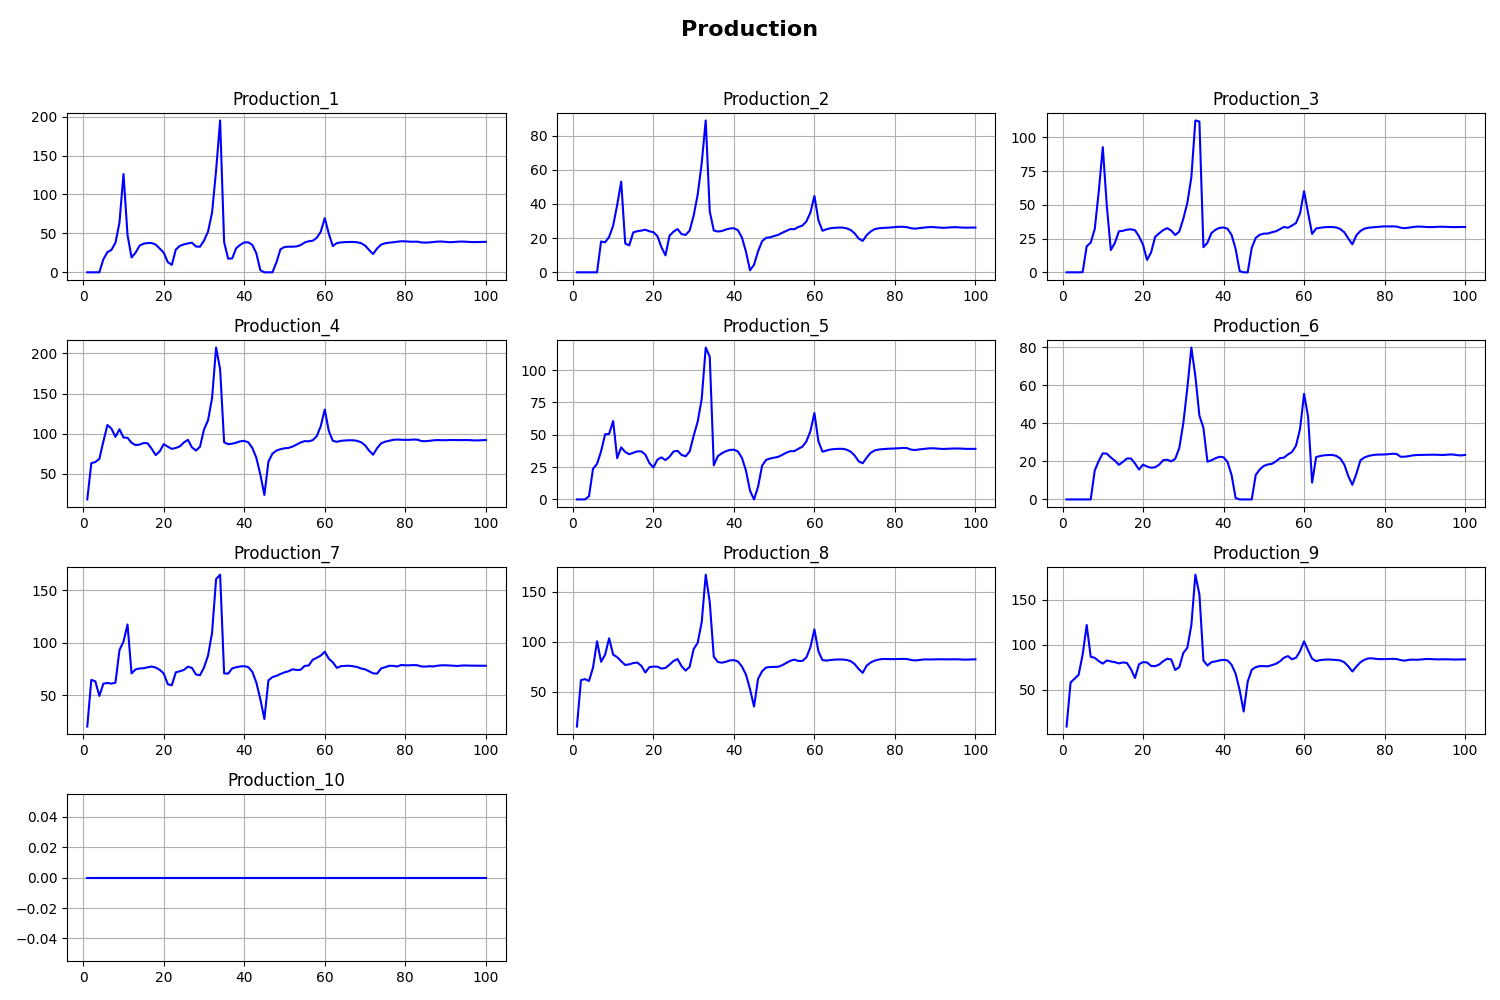 Production
Production_1 Production_2 Production_3
200
150
100
50
0
0 20 40 60 80 100
80
60
40
20
0
0 20 40 60 80 100
100
75
50
25
0
0 20 40 60 80 100
Production_4 Production_5 Production_6
200
150
100
50
0 20 40 60 80 100
100
75
50
25
0
0 20 40 60 80 100
80
60
40
20
0
0 20 40 60 80 100
Production_7 Production_8 Production_9
150
100
50
0 20 40 60 80 100
150
100
50
0 20 40 60 80 100
150
100
50
0 20 40 60 80 100
Production_10
0.04
0.02
0.00
−0.02
−0.04
0 20 40 60 80 100